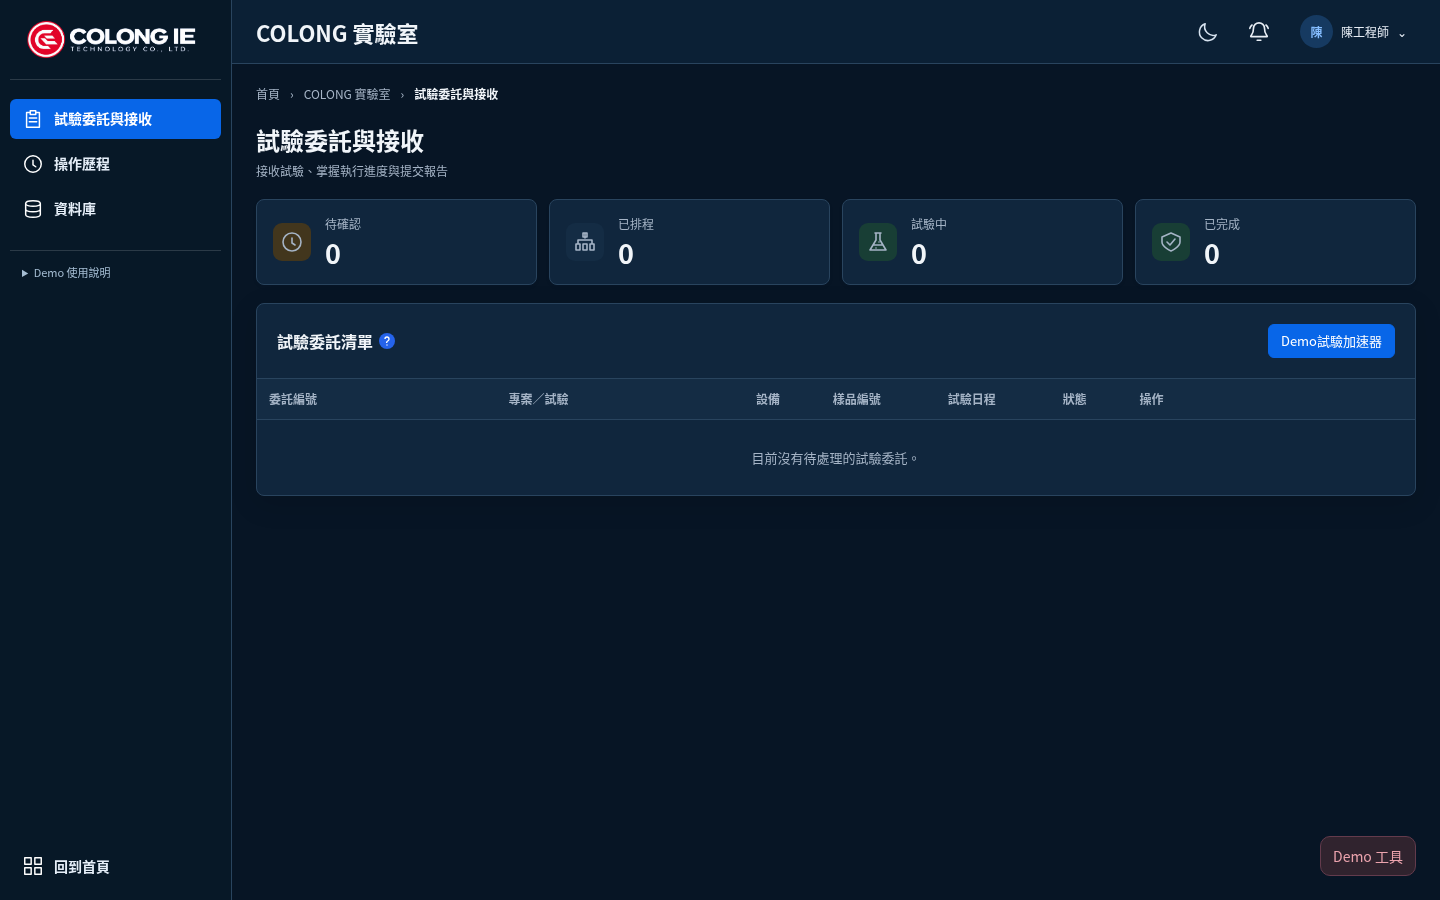 COLONG IE
TECHNOLOGY CO., LTD.
試驗委託與接收
操作歷程
資料庫
Demo 使用說明
回到首頁
COLONG 實驗室
陳 陳工程師
首頁 › COLONG 實驗室 › 試驗委託與接收
試驗委託與接收
接收試驗、掌握執行進度與提交報告
待確認
0
已排程
0
試驗中
0
已完成
0
試驗委託清單 ?
Demo試驗加速器
委託編號 專案／試驗 設備 樣品編號 試驗日程 狀態 操作
目前沒有待處理的試驗委託。
Demo 工具